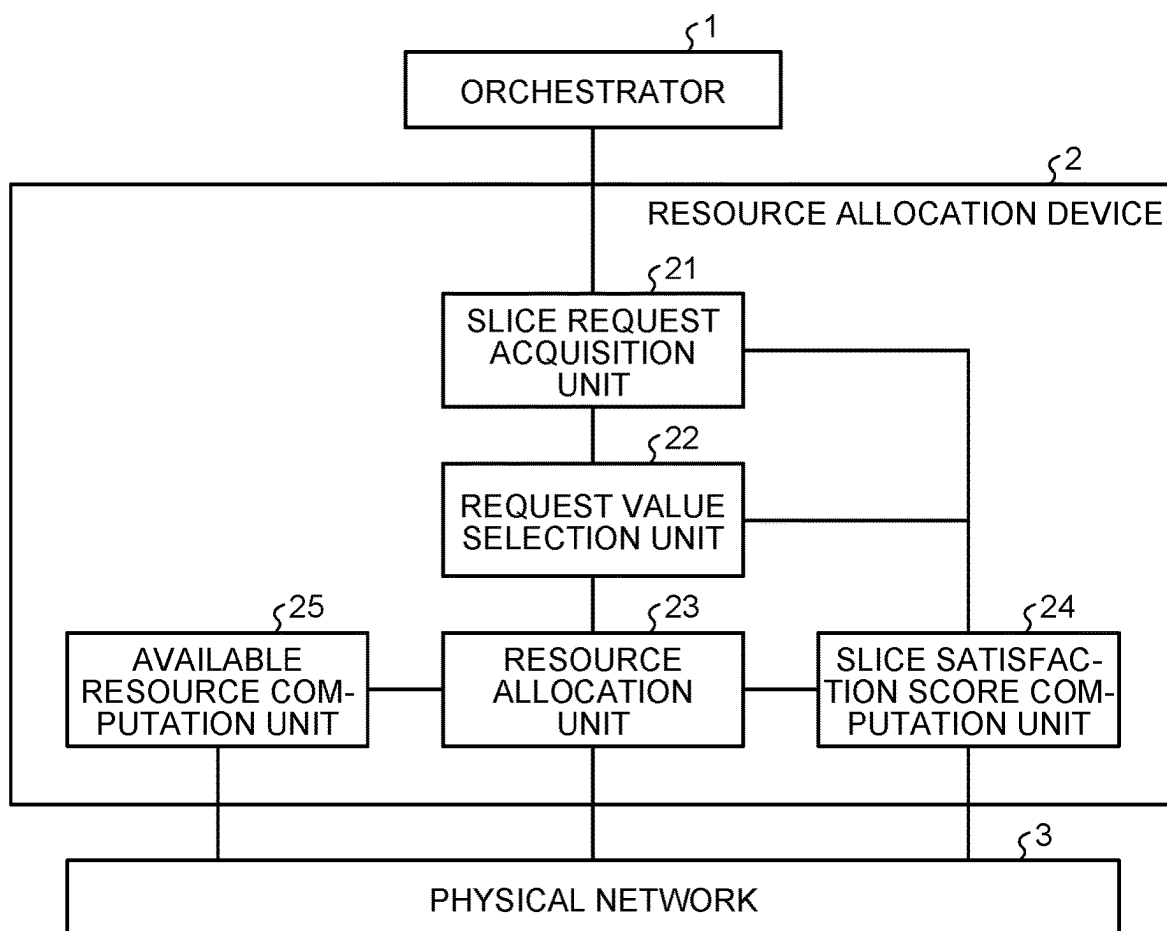 1
ORCHESTRATOR
2
RESOURCE ALLOCATION DEVICE
21
SLICE REQUEST
ACQUISITION
UNIT
22
REQUEST VALUE
SELECTION UNIT
25
AVAILABLE
RESOURCE COM-
PUTATION UNIT
23
RESOURCE
ALLOCATION
UNIT
24
SLICE SATISFAC-
TION SCORE COM-
PUTATION UNIT
3
PHYSICAL NETWORK